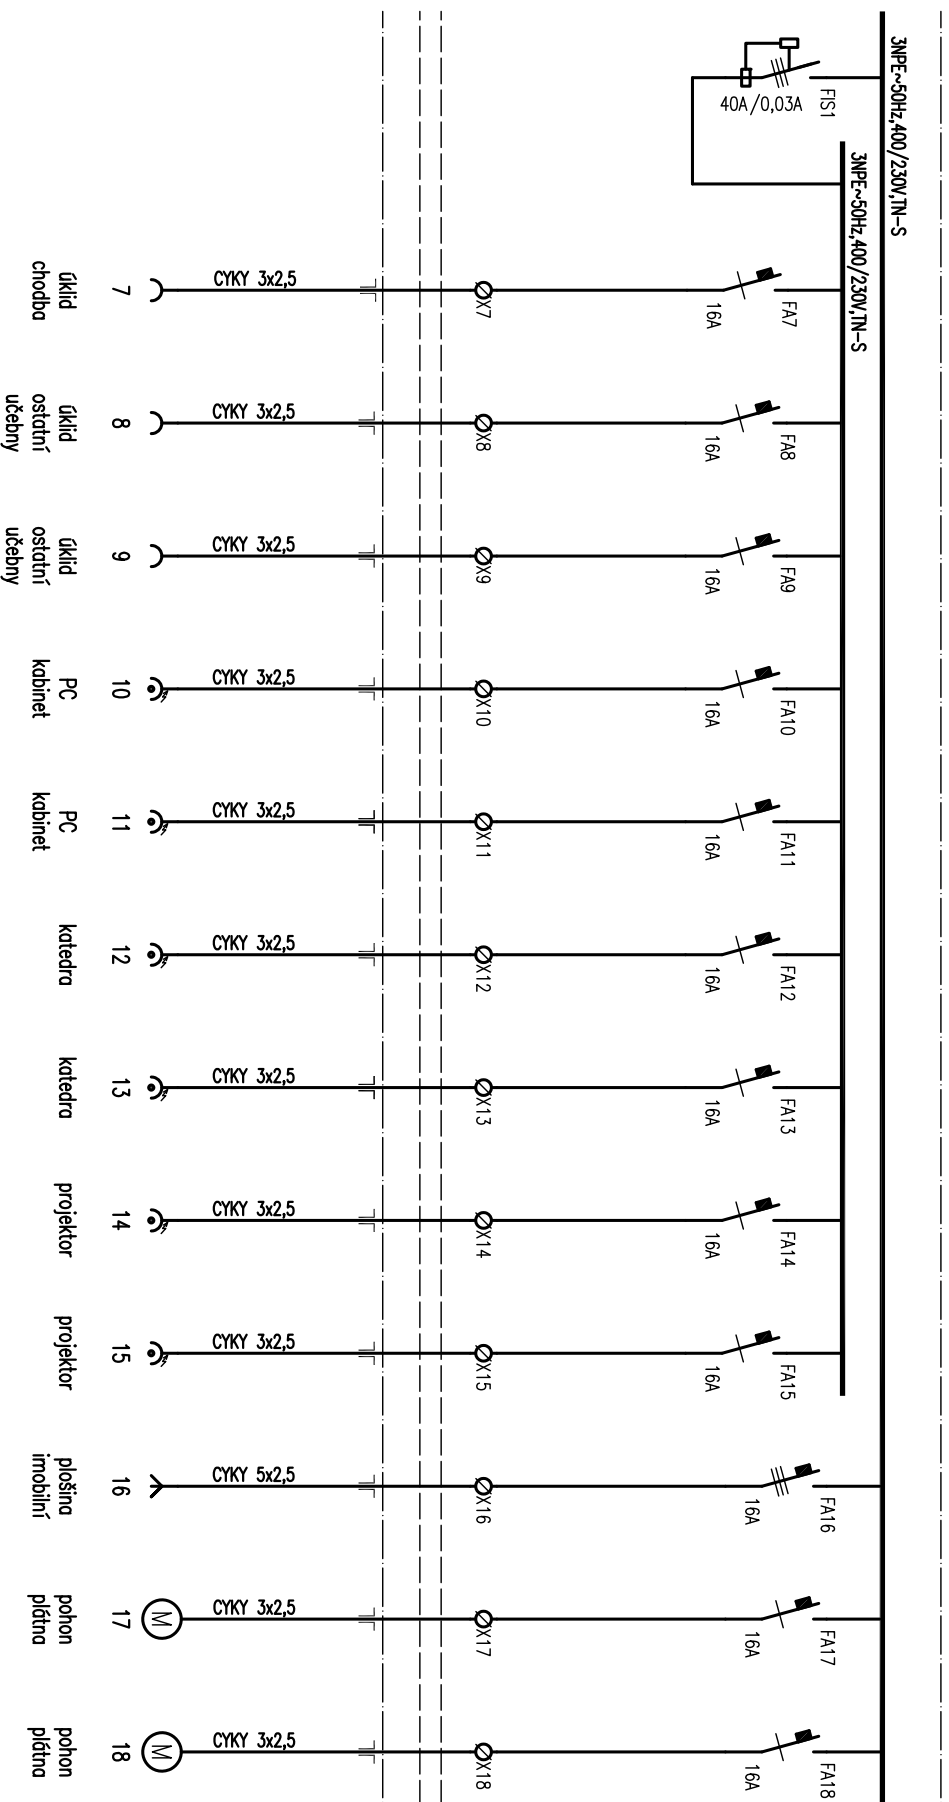 3NPE~50Hz,400/230V,TN-S
3NPE~50Hz,400/230V,TN-S
FIS1
40A/0,03A
FA7
16A
X7
CYKY 3x2,5
7
úklid
chodba
FA8
16A
X8
CYKY 3x2,5
8
úklid
ostatní
učebny
FA9
16A
X9
CYKY 3x2,5
9
úklid
ostatní
učebny
FA10
16A
X10
CYKY 3x2,5
10
PC
kabinet
FA11
16A
X11
CYKY 3x2,5
11
PC
kabinet
FA12
16A
X12
CYKY 3x2,5
12
katedra
FA13
16A
X13
CYKY 3x2,5
13
katedra
FA14
16A
X14
CYKY 3x2,5
14
projektor
FA15
16A
X15
CYKY 3x2,5
15
projektor
FA16
16A
X16
CYKY 5x2,5
16
plošina
imobilní
FA17
16A
X17
CYKY 3x2,5
M
17
pohon
plátna
FA18
16A
X18
CYKY 3x2,5
M
18
pohon
plátna